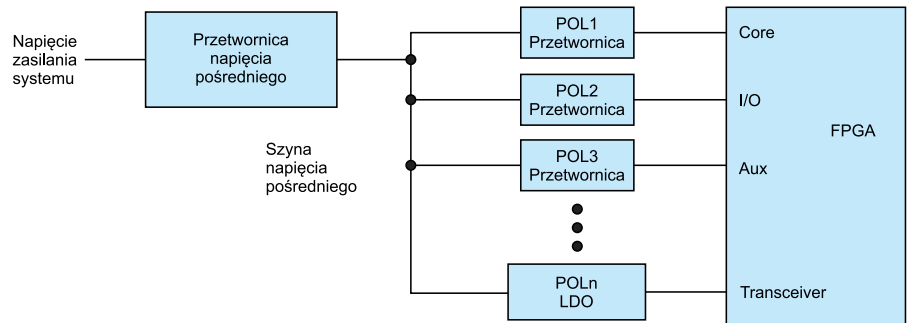 Napięcie
zasilania
systemu
Przetwornica
napięcia
pośredniego
Szyna
napięcia
pośredniego
POL1
Przetwornica
POL2
Przetwornica
POL3
Przetwornica
POLn
LDO
Core
I/O
FPGA
Aux
Transceiver